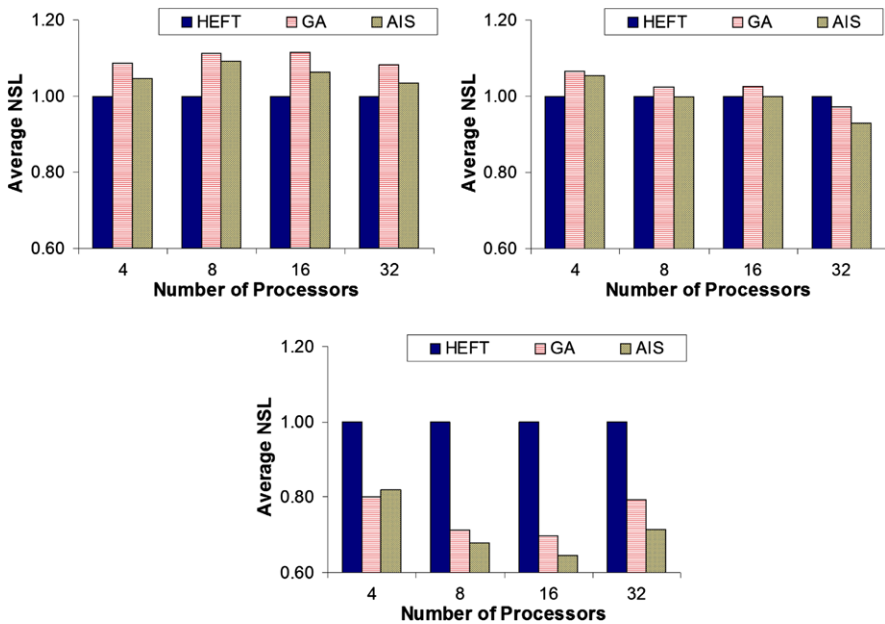 HEFT GA AIS
1.20
1.00
0.80
0.60
Average NSL
4 8 16 32
Number of Processors
HEFT GA AIS
1.20
1.00
0.80
0.60
Average NSL
4 8 16 32
Number of Processors
HEFT GA AIS
1.20
1.00
0.80
0.60
Average NSL
4 8 16 32
Number of Processors